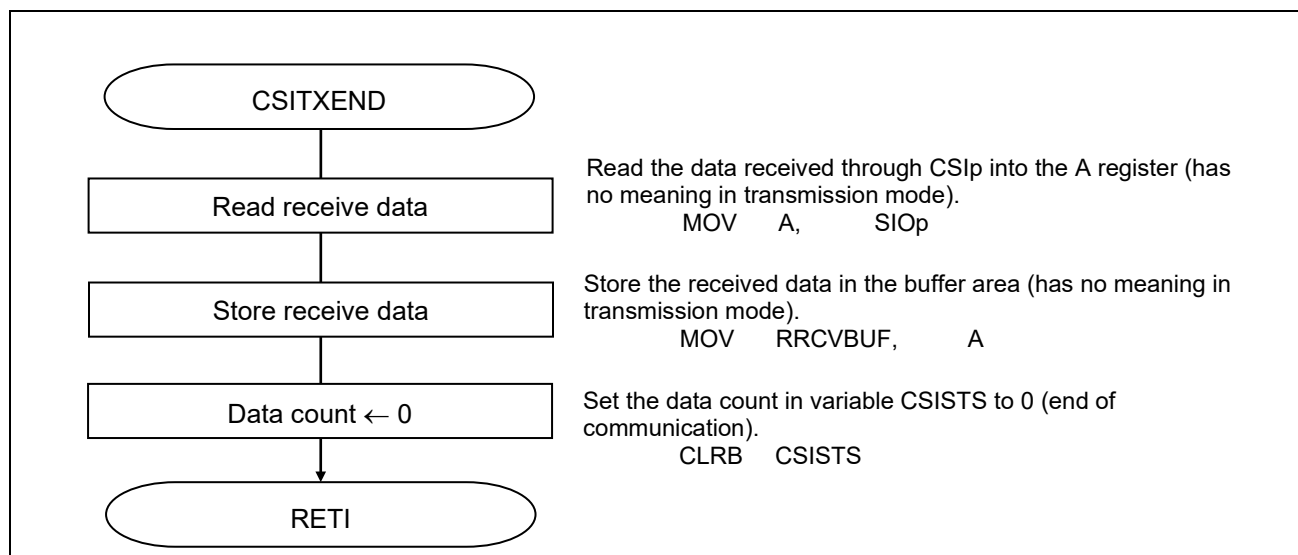 CSITXEND
Read receive data
Read the data received through CSIp into the A register (has
no meaning in transmission mode).
MOV A, SIOp
Store receive data
Store the received data in the buffer area (has no meaning in
transmission mode).
MOV RRCVBUF, A
Data count ← 0
Set the data count in variable CSISTS to 0 (end of
communication).
CLRB CSISTS
RETI